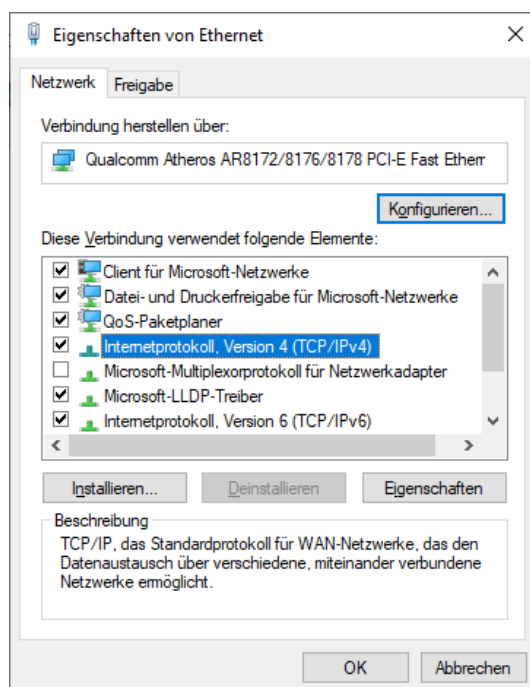 Eigenschaften von Ethernet
Netzwerk
Freigabe
Verbindung herstellen über:
Qualcomm Atheros AR8172/8176/8178 PCI-E Fast Ethern
Konfigurieren...
Diese Verbindung verwendet folgende Elemente:
Client für Microsoft-Netzwerke
Datei- und Druckerfreigabe für Microsoft-Netzwerke
QoS-Paketplaner
Internetprotokoll, Version 4 (TCP/IPv4)
Microsoft-Multiplexorprotokoll für Netzwerkadapter
Microsoft-LLDP-Treiber
Internetprotokoll, Version 6 (TCP/IPv6)
Installieren...
Deinstallieren
Eigenschaften
Beschreibung
TCP/IP, das Standardprotokoll für WAN-Netzwerke, das den
Datenaustausch über verschiedene, miteinander verbundene
Netzwerke ermöglicht.
OK
Abbrechen